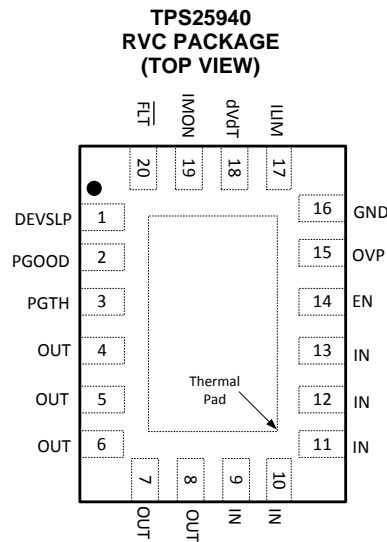 TPS25940
RVC PACKAGE
(TOP VIEW)
FLT
IMON
dVdT
ILIM
20
19
18
17
DEVSLP 1
16 GND
PGOOD 2
15 OVP
PGTH 3
14 EN
OUT 4
13 IN
OUT 5
12 IN
OUT 6
11 IN
Thermal
Pad
7
8
9
10
OUT
OUT
IN
IN